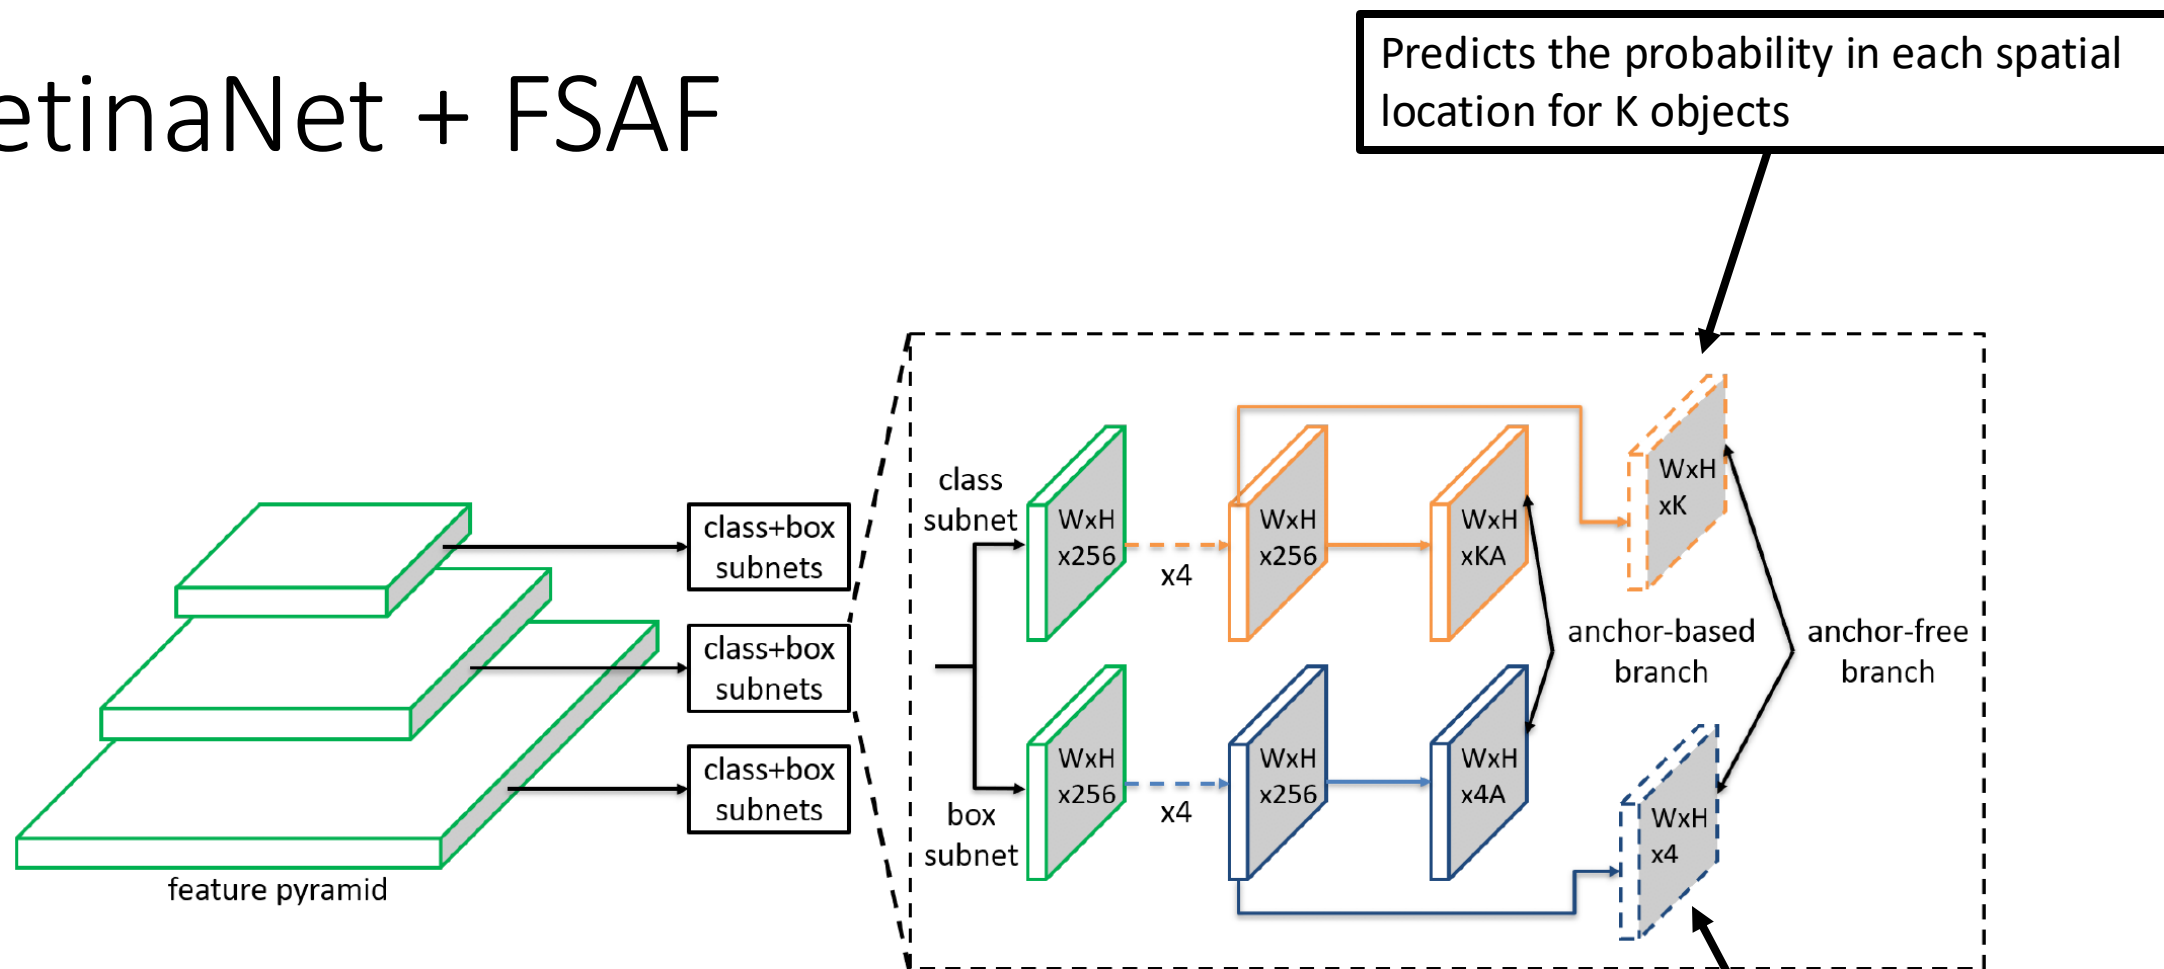 etinaNet + FSAF
Predicts the probability in each spatial
location for K objects
class+box
subnets
class+box
subnets
class+box
subnets
feature pyramid
class
subnet
WxH
x256
x4
WxH
x256
WxH
xKA
WxH
xK
anchor-based
branch
anchor-free
branch
box
subnet
WxH
x256
x4
WxH
x256
WxH
x4A
WxH
x4